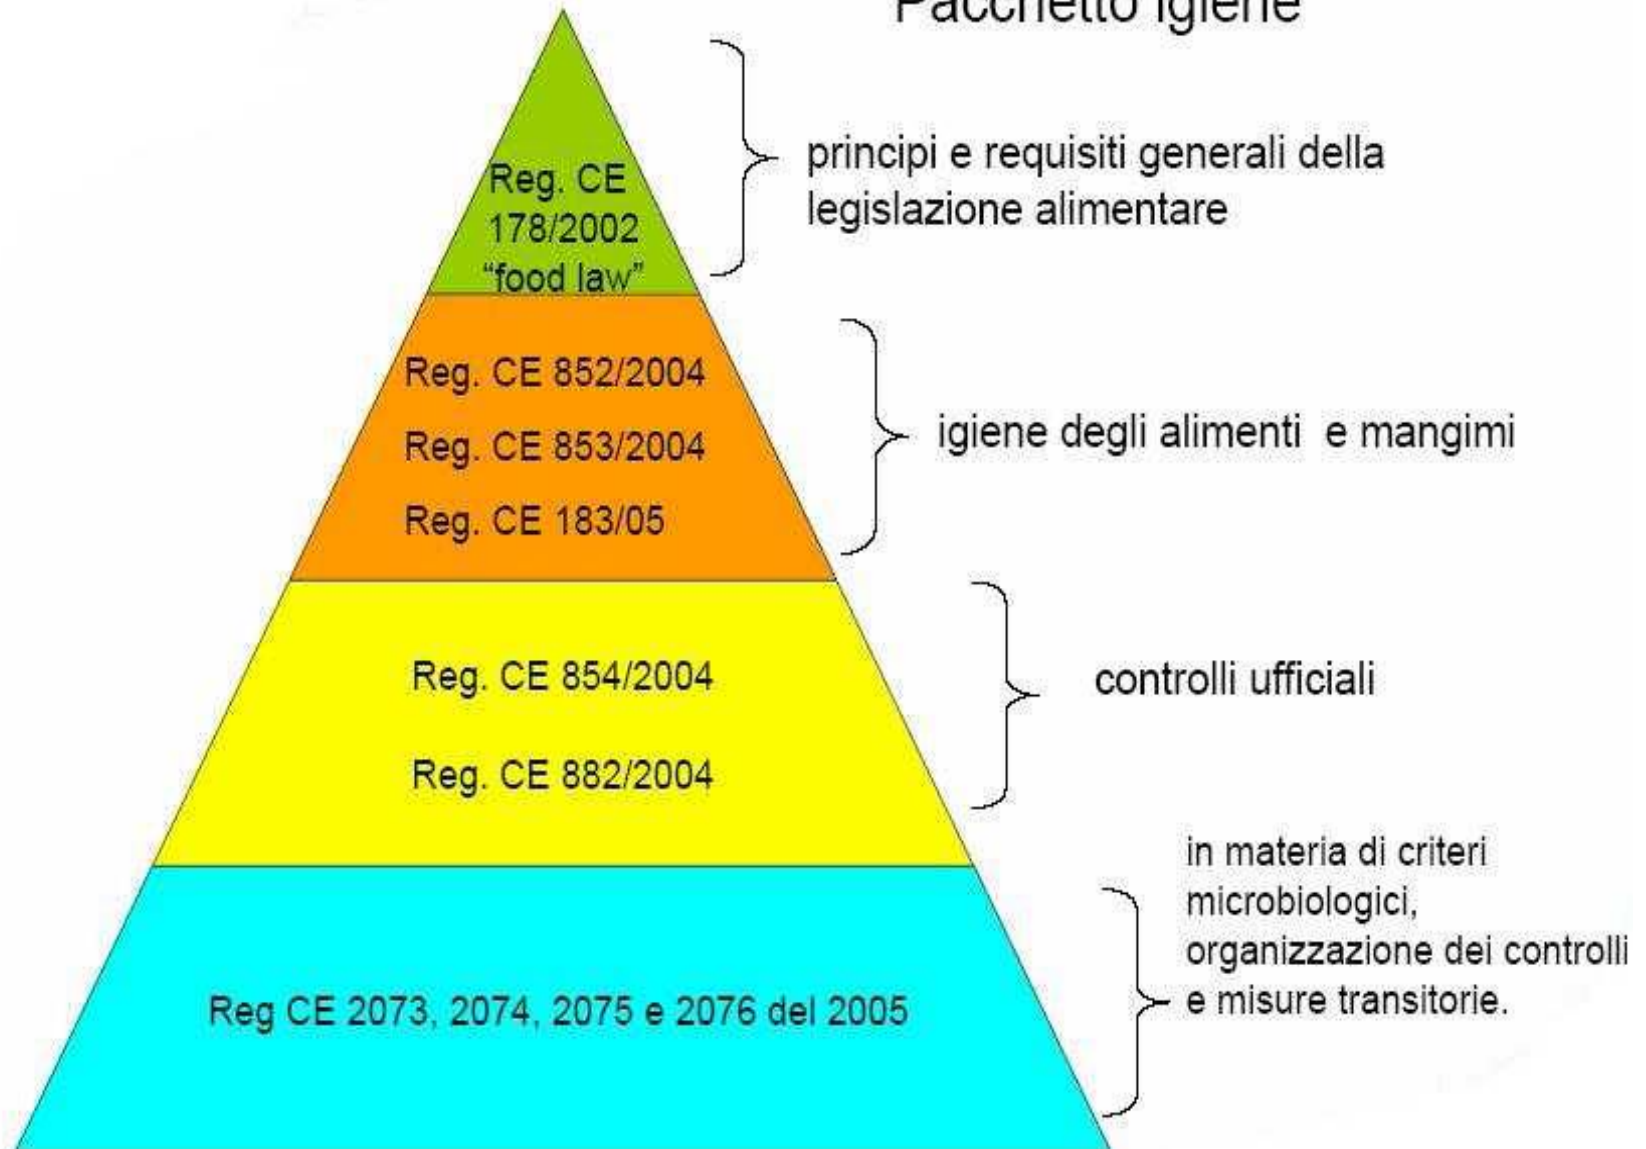 Pacchetto igiene
Reg. CE
178/2002
“food law”
principi e requisiti generali della
legislazione alimentare
Reg. CE 852/2004
Reg. CE 853/2004
Reg. CE 183/05
igiene degli alimenti e mangimi
Reg. CE 854/2004
Reg. CE 882/2004
controlli ufficiali
Reg CE 2073, 2074, 2075 e 2076 del 2005
in materia di criteri
microbiologici,
organizzazione dei controlli
e misure transitorie.